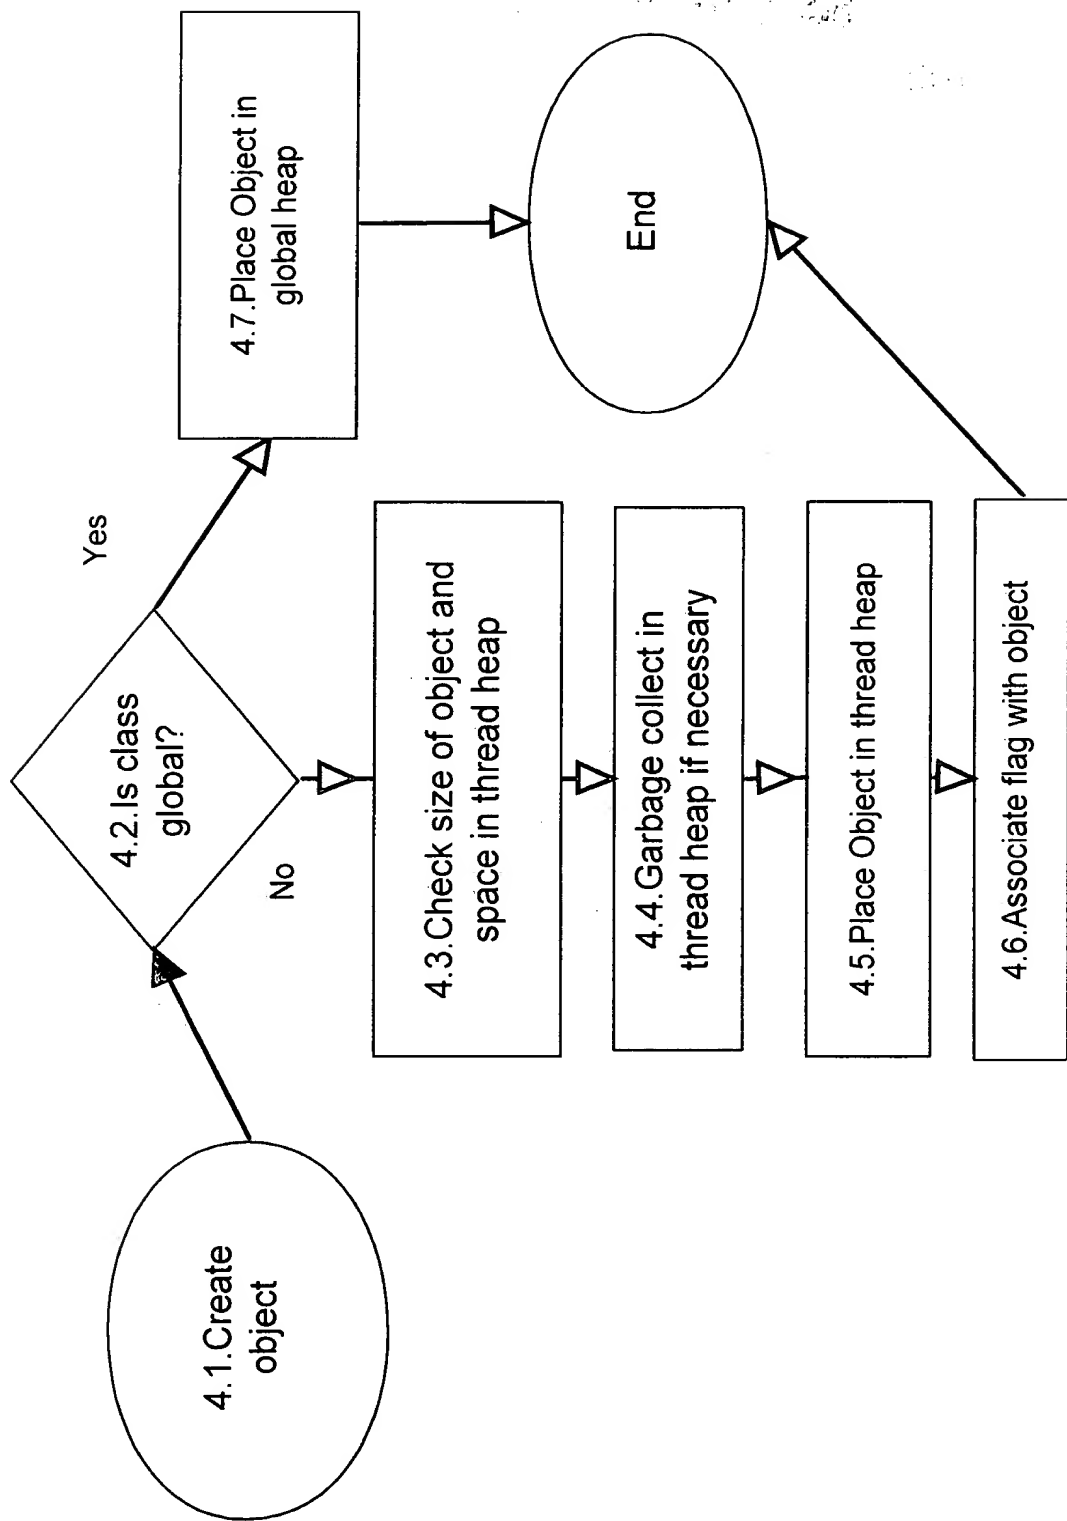 4.1.Create
object
4.2.Is class
global?
Yes
No
4.3.Check size of object and
space in thread heap
4.4.Garbage collect in
thread heap if necessary
4.5.Place Object in thread heap
4.6.Associate flag with object
4.7.Place Object in
global heap
End